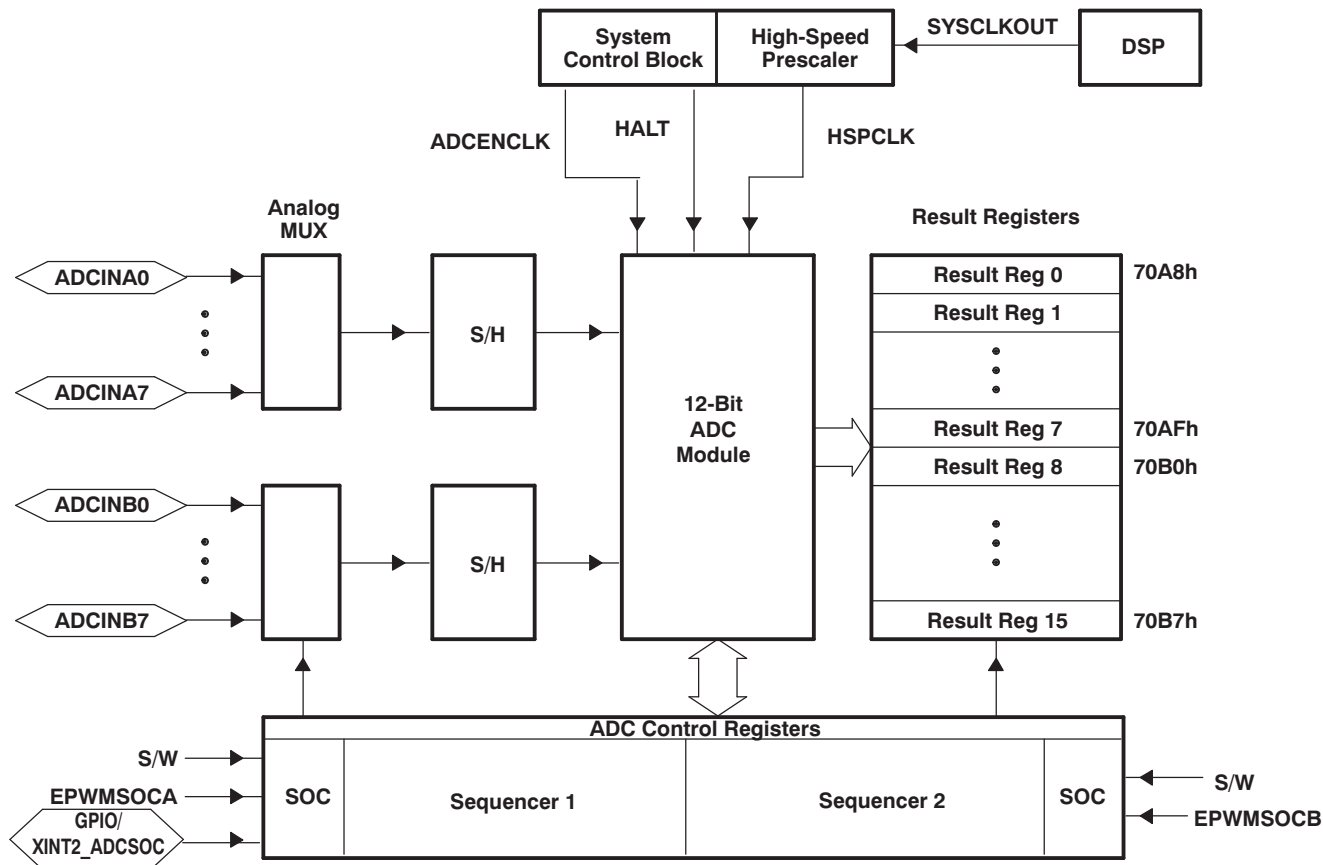 System
Control Block
High-Speed
Prescaler
SYSCLKOUT
DSP
ADCENCLK
HALT
HSPCLK
Analog
MUX
Result Registers
ADCINA0
ADCINA7
S/H
12-Bit
ADC
Module
Result Reg 0
70A8h
Result Reg 1
Result Reg 7
70AFh
Result Reg 8
70B0h
ADCINB0
ADCINB7
S/H
Result Reg 15
70B7h
ADC Control Registers
S/W
EPWMSOCA
GPIO/
XINT2_ADCSOC
SOC
Sequencer 1
Sequencer 2
SOC
S/W
EPWMSOCB